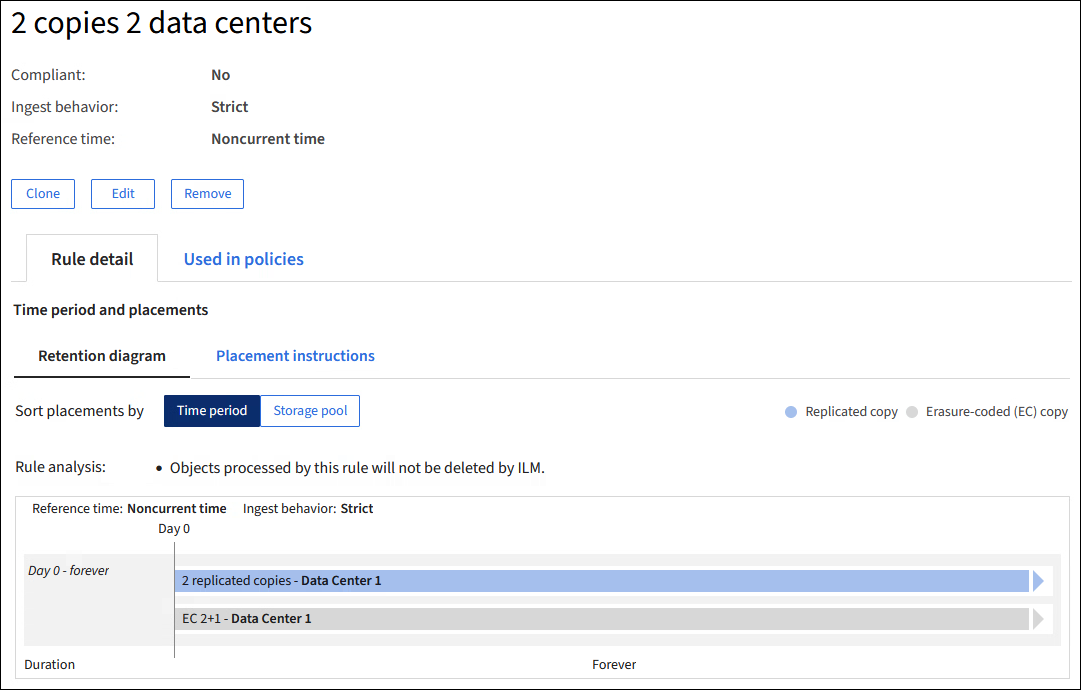 2 copies 2 data centers
Compliant: No
Ingest behavior: Strict
Reference time: Noncurrent time
Clone Edit Remove
Rule detail Used in policies
Time period and placements
Retention diagram Placement instructions
Sort placements by Time period Storage pool Replicated copy Erasure-coded (EC) copy
Rule analysis: • Objects processed by this rule will not be deleted by ILM.
Reference time: Noncurrent time Ingest behavior: Strict
Day 0
Day 0 - forever
2 replicated copies - Data Center 1
EC 2+1 - Data Center 1
Duration Forever